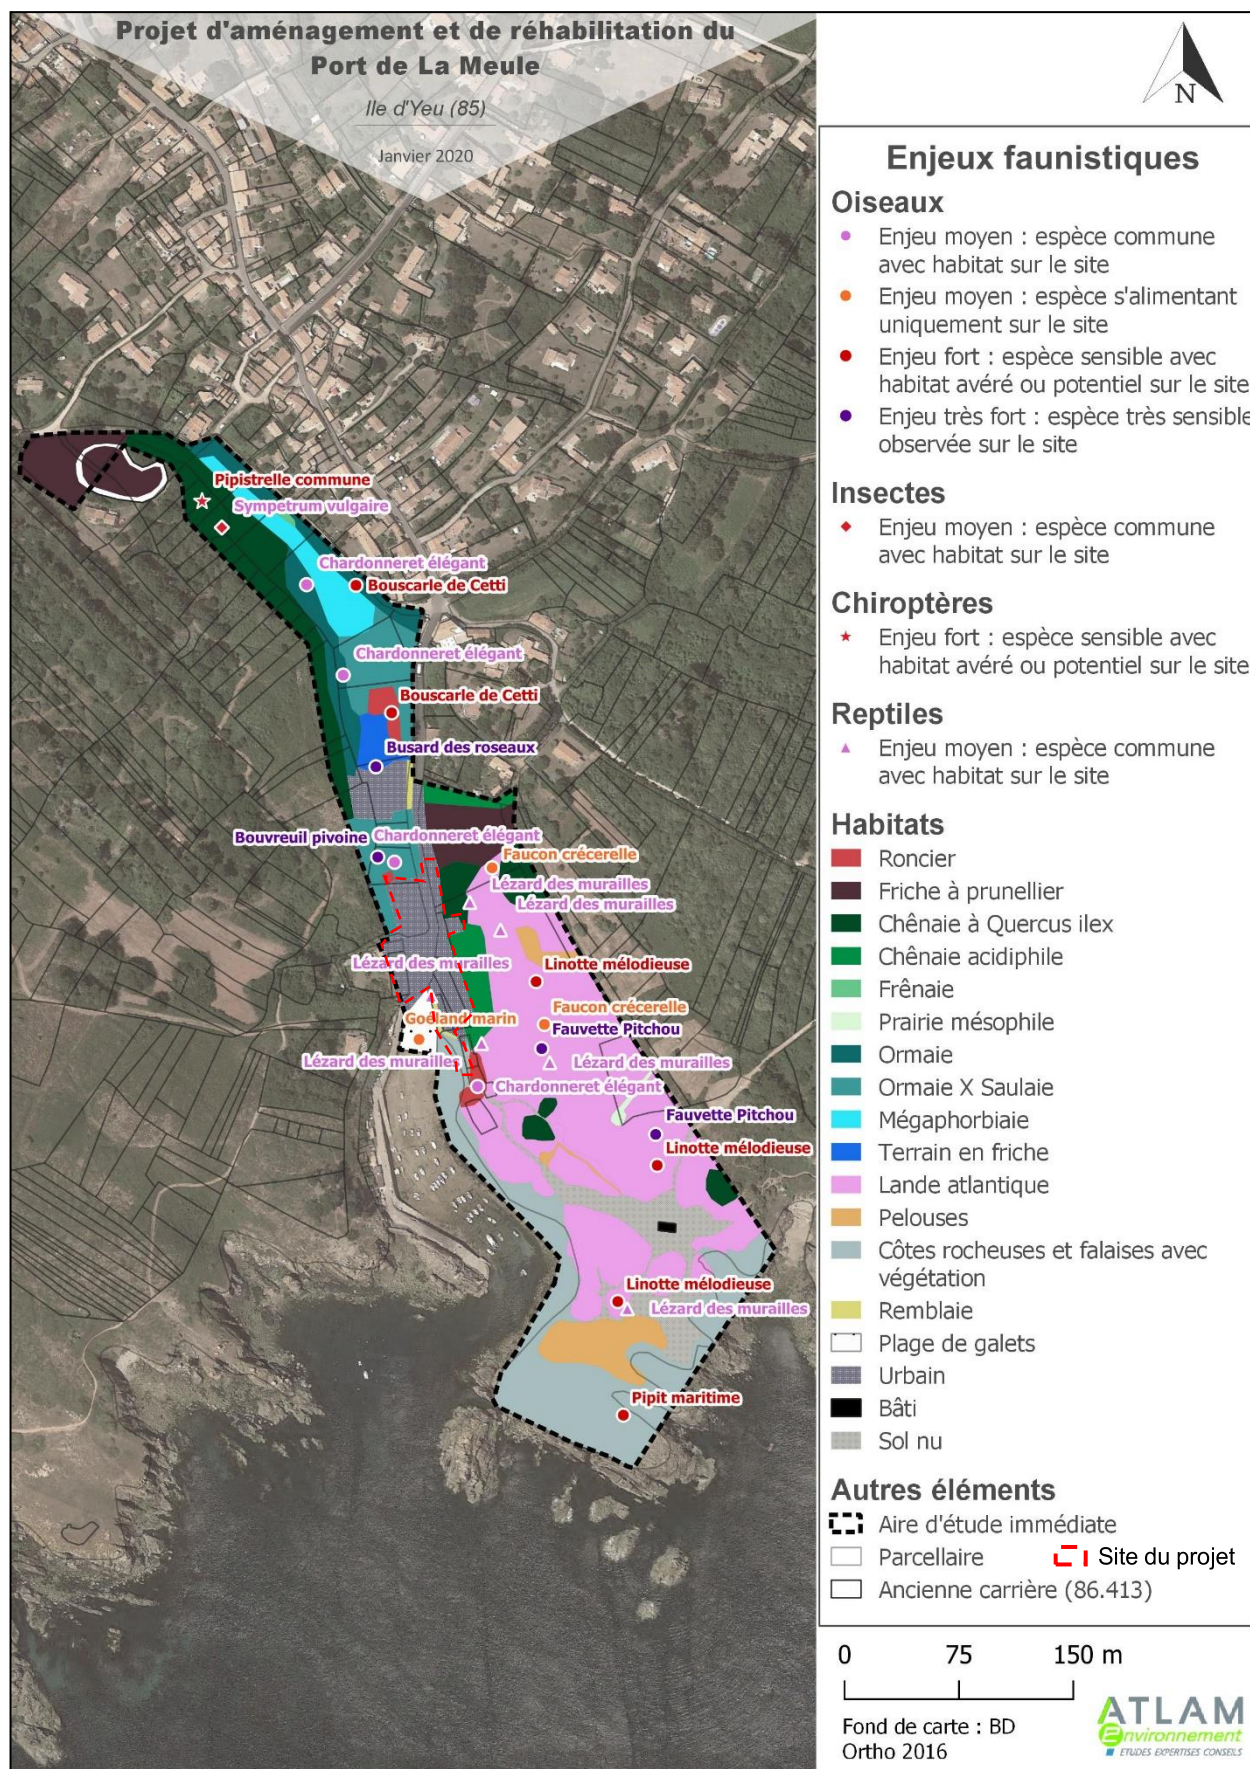 Projet d'aménagement et de réhabilitation du
Port de La Meule
Ile d'Yeu (85)
Janvier 2020
N
Enjeux faunistiques
Oiseaux
Enjeu moyen : espèce commune
avec habitat sur le site
Enjeu moyen : espèce s'alimentant
uniquement sur le site
Enjeu fort : espèce sensible avec
habitat avéré ou potentiel sur le site
Enjeu très fort : espèce très sensible
observée sur le site
Insectes
Enjeu moyen : espèce commune
avec habitat sur le site
Chiroptères
Enjeu fort : espèce sensible avec
habitat avéré ou potentiel sur le site
Reptiles
Enjeu moyen : espèce commune
avec habitat sur le site
Habitats
Roncier
Friche à prunellier
Chênaie à Quercus ilex
Chênaie acidiphile
Frênaie
Prairie mésophile
Ormaie
Ormaie X Saulaie
Mégaphorbiaie
Terrain en friche
Lande atlantique
Pelouses
Côtes rocheuses et falaises avec
végétation
Remblaie
Plage de galets
Urbain
Bâti
Sol nu
Autres éléments
Aire d'étude immédiate
Parcellaire
Site du projet
Ancienne carrière (86.413)
0 75 150 m
Fond de carte : BD
Ortho 2016
ATLAM
Environnement
ETUDES EXPERTISES CONSEILS
Pipistrelle commune
Sympetrum vulgaire
Chardonneret élégant
Bouscarle de Cetti
Chardonneret élégant
Bouscarle de Cetti
Busard des roseaux
Bouvreuil pivoine
Chardonneret élégant
Faucon crécerelle
Lézard des murailles
Lézard des murailles
Lézard des murailles
Linotte mélodieuse
Faucon crécerelle
Goéland marin
Fauvette Pitchou
Lézard des murailles
Lézard des murailles
Chardonneret élégant
Fauvette Pitchou
Linotte mélodieuse
Linotte mélodieuse
Lézard des murailles
Pipit maritime